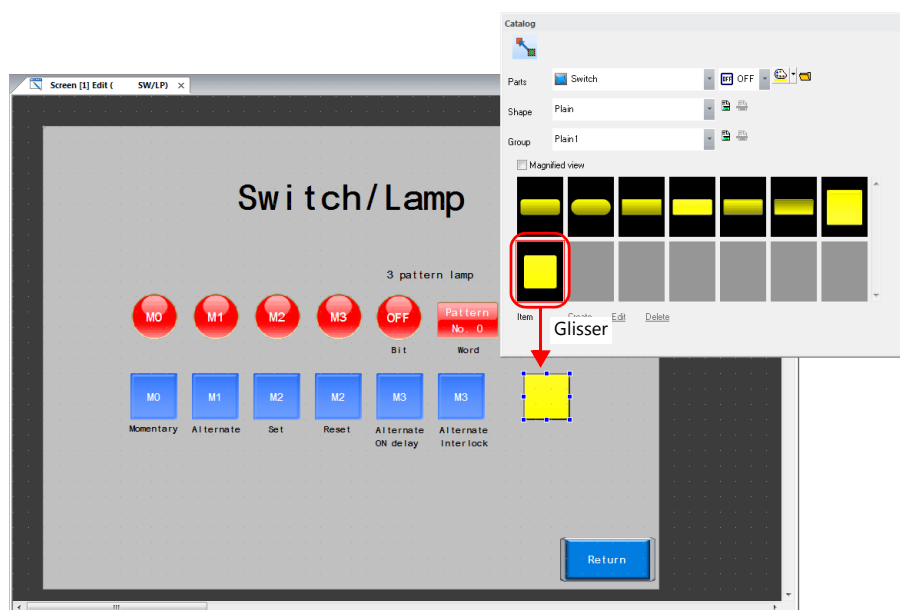 Catalog
Parts Switch OFF OFF
Shape Plain
Group Plain1
Magnified view
Item Create Edit Delete
Glisser
Screen [1] Edit ( SW/LP) ×
Switch/Lamp
3 pattern lamp
M0 M1 M2 M3 OFF Pattern
No. 0
Bit Word
M0 M1 M2 M2 M3 M3
Momentary Alternate Set Reset Alternate Alternate
ON delay Interlock
Return